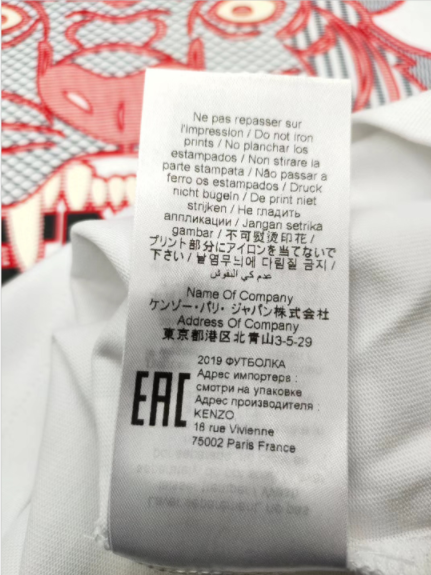 Ne pas repasser sur
l'impression / Do not iron
prints / No planchar los
estampados / Non stirare la
parte stampata / Não passar a
ferro os estampados / Druck
nicht bugeln / De print niet
strijken / Не гладить
аппликации / Jangan setrika
gambar / 不可熨烫印花 /
プリント部分にアイロンを当てないで
下さい / 날염무늬에 다림질 금지 /
عدم كي النقوش
Name Of Company
ケンゾー・パリ・ジャパン株式会社
Address Of Company
東京都港区北青山3-5-29
2019 ФУТБОЛКА
Адрес импортера :
смотри на упаковке
Адрес производителя :
KENZO
18 rue Vivienne
75002 Paris France
EAC